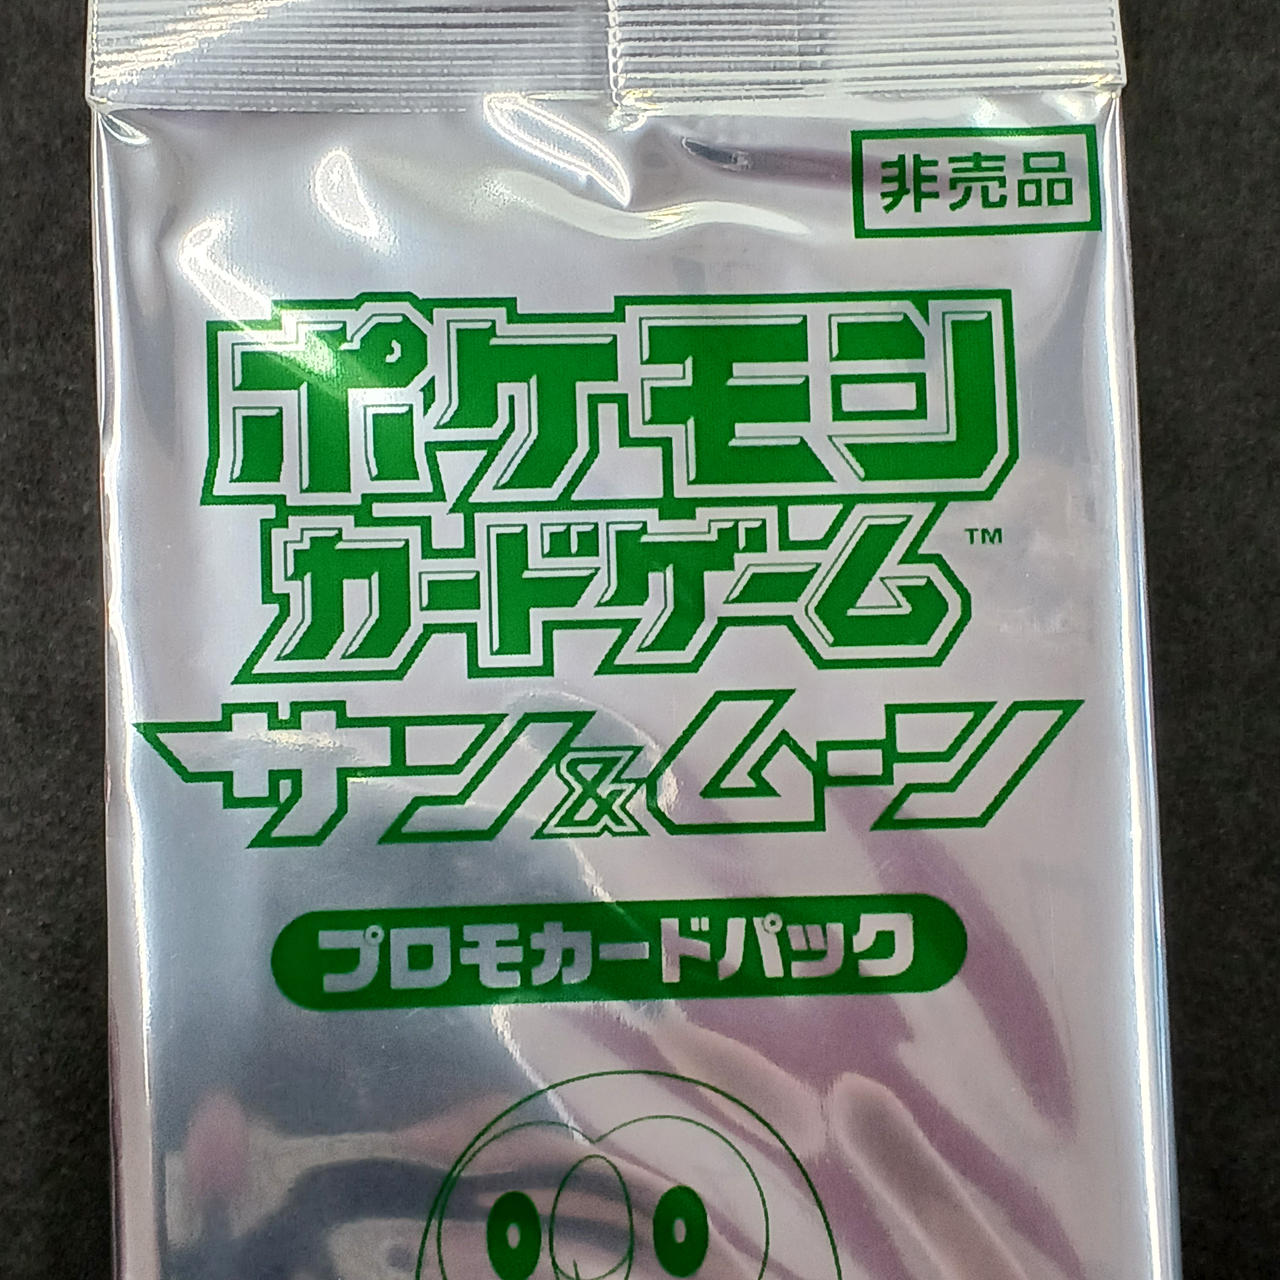 非売品
ポケモン
カードゲーム™
サン&ムーン
プロモカードパック